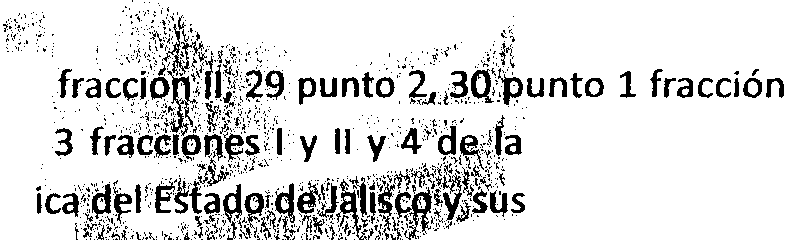 fracción II, 29 punto 2, 30 punto 1 fracción
3 fracciones I y II y 4 de la
ica del Estado de Jalisco y sus